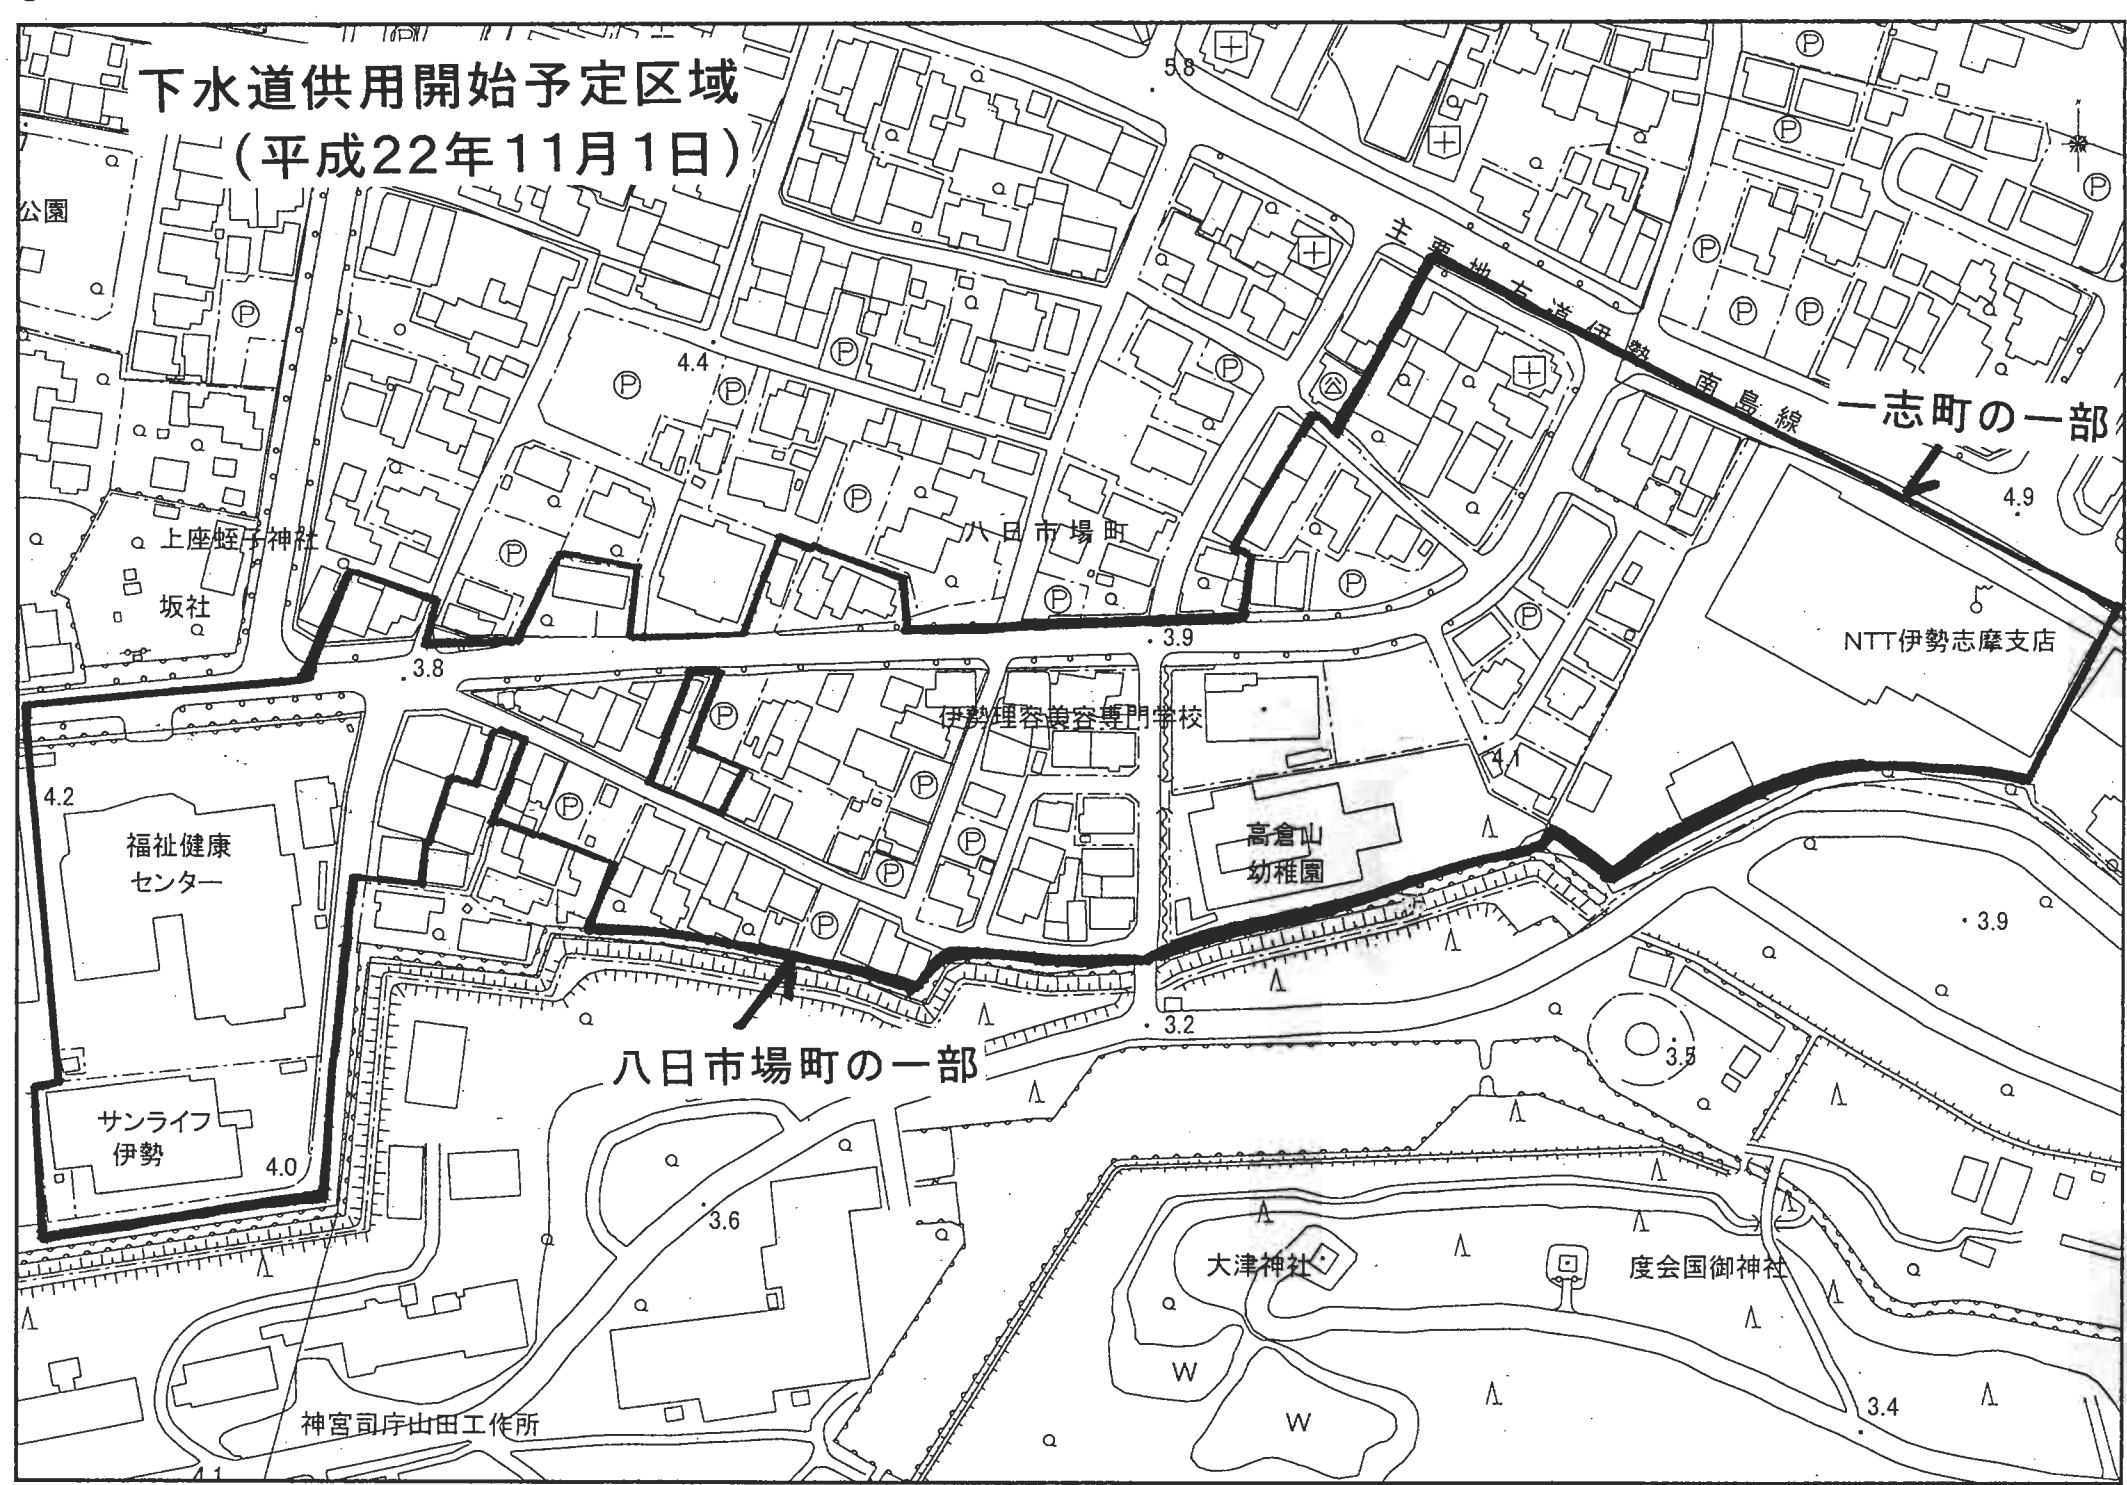 下水道供用開始予定区域
(平成22年11月1日)
5.8
公園
主要地方道伊勢南島線
4.4
一志町の一部
4.9
八日市場町
上座蛭子神社
坂社
3.8
3.9
NTT伊勢志摩支店
伊勢理容美容専門学校
4.1
4.2
福祉健康
センター
高倉山
幼稚園
3.9
3.2
3.5
八日市場町の一部
サンライフ
伊勢
4.0
3.6
大津神社
度会国御神社
W
W
3.4
神宮司庁山田工作所
4.1